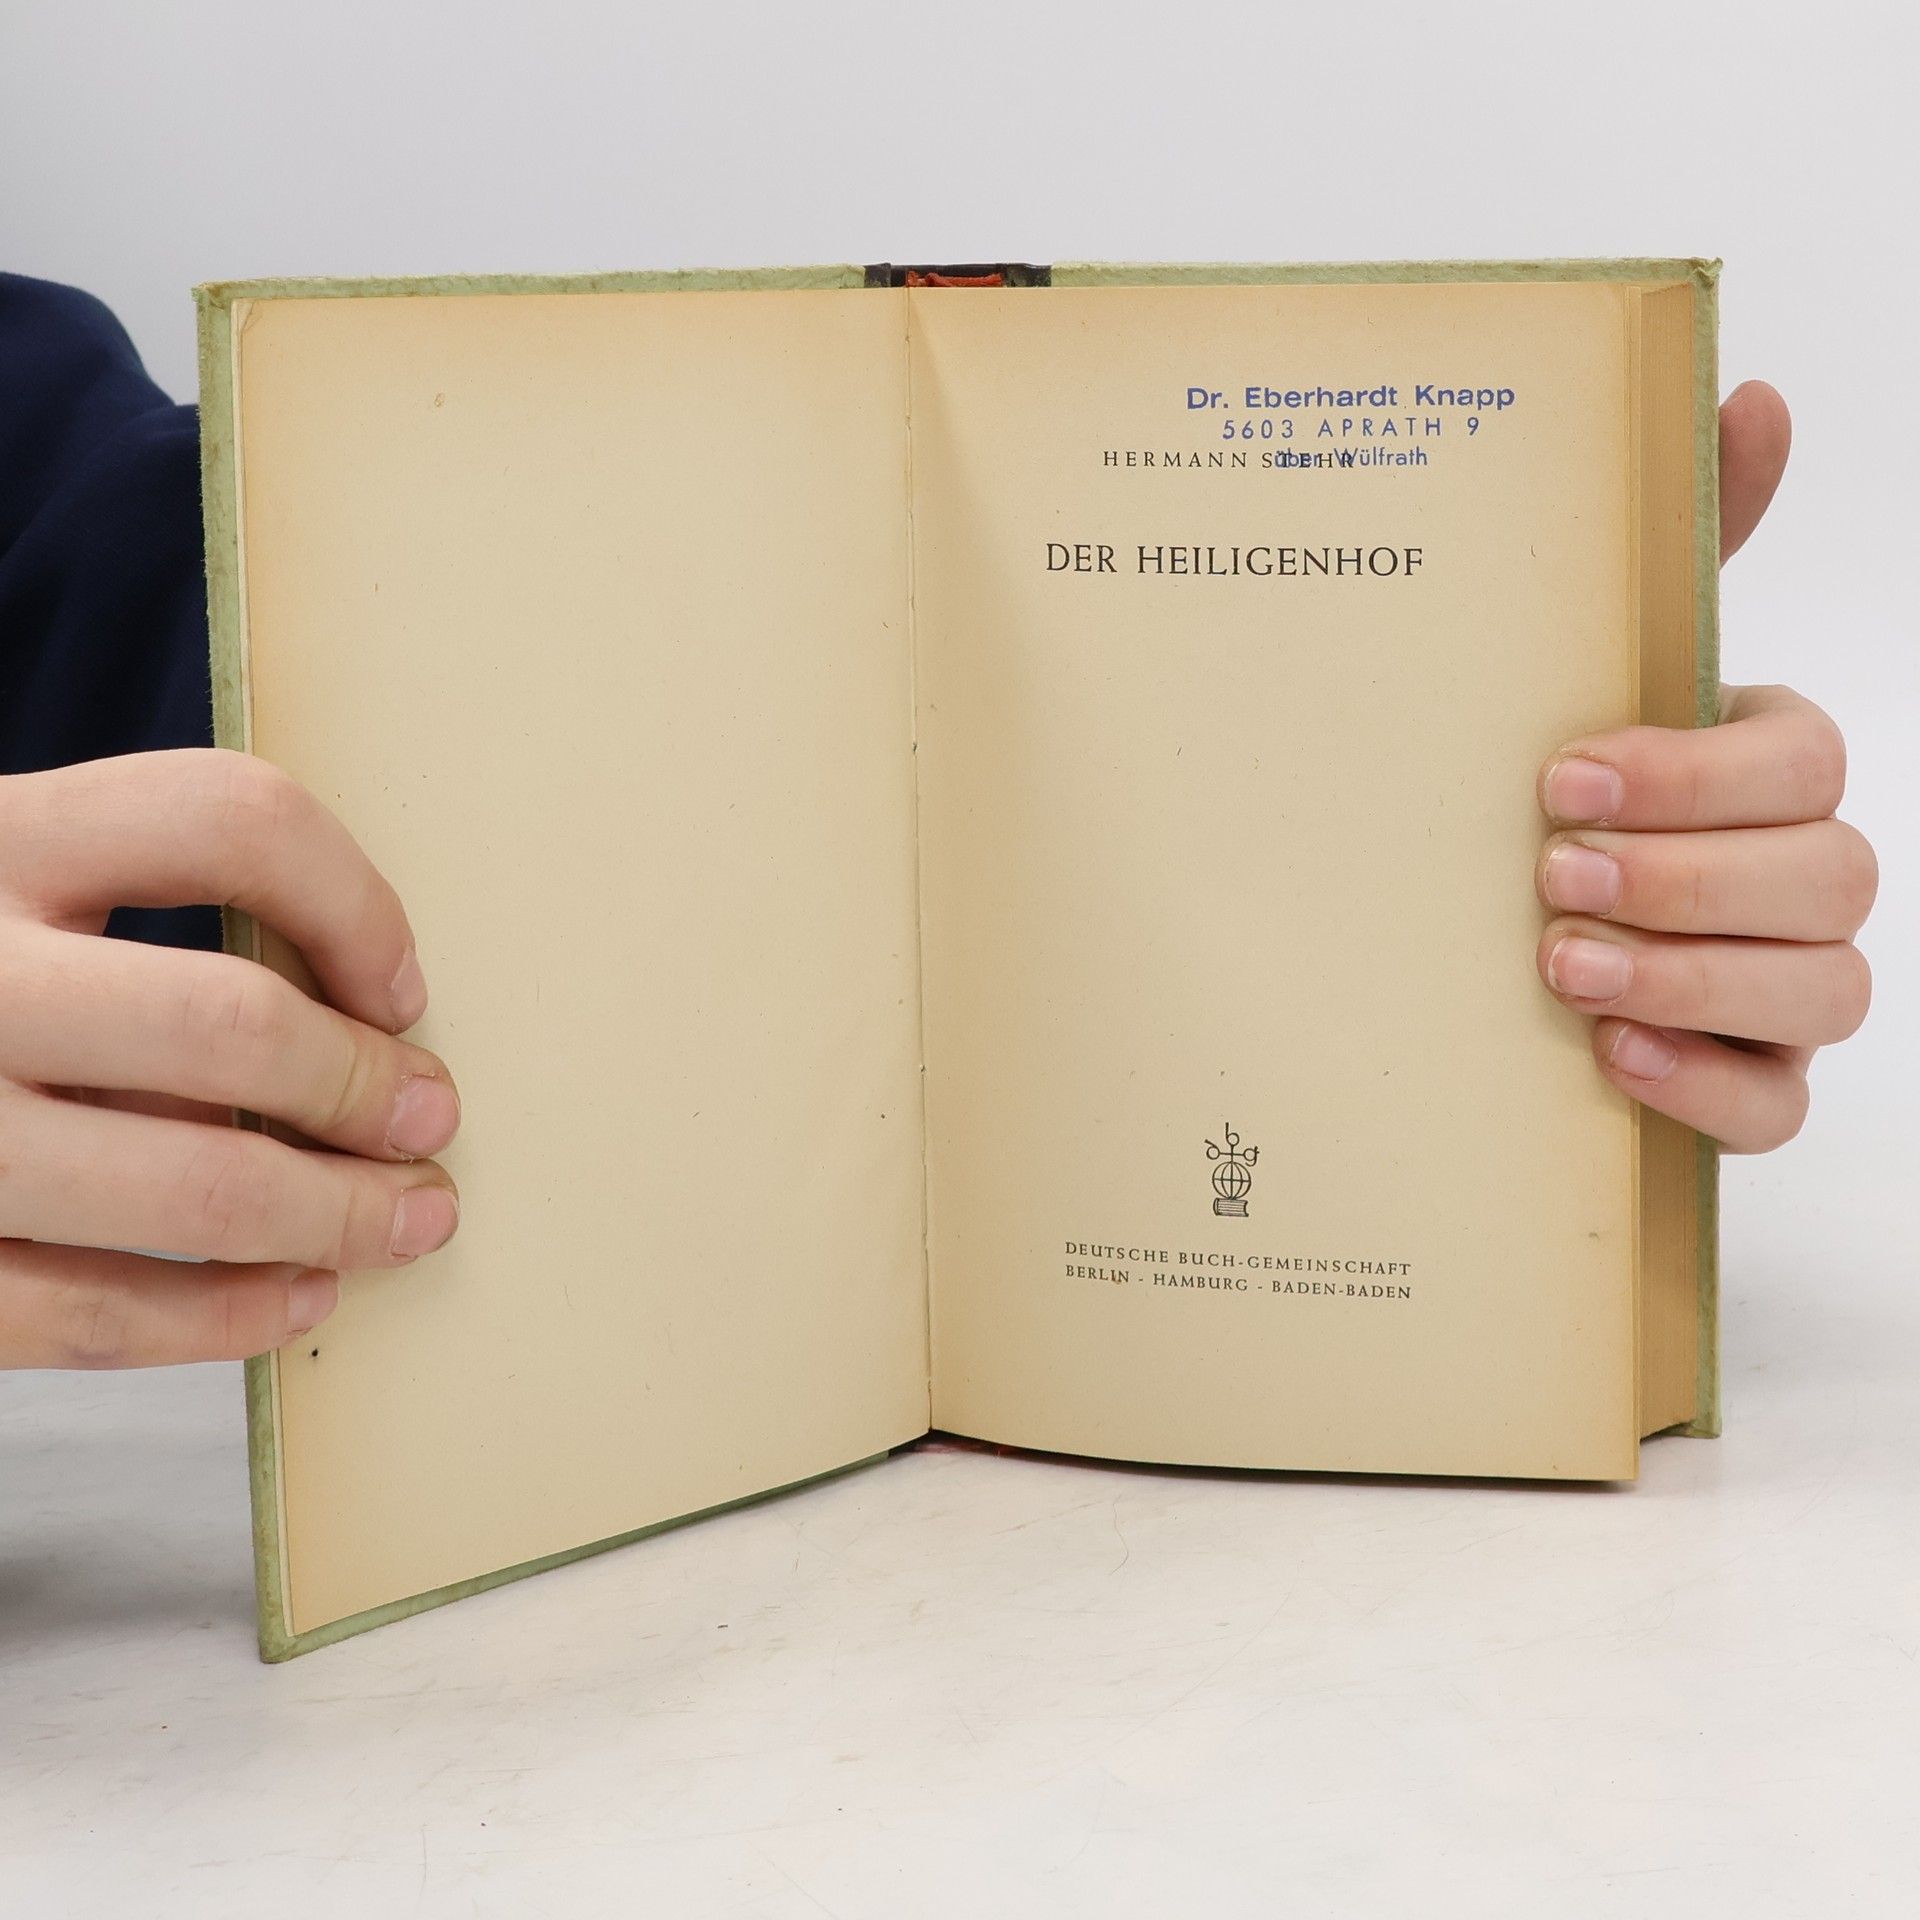 Dr. Eberhardt Knapp
5603 APRATH 9
über Wülfrath
HERMANN STEHR
DER HEILIGENHOF
dbg
DEUTSCHE BUCH-GEMEINSCHAFT
BERLIN - HAMBURG - BADEN-BADEN